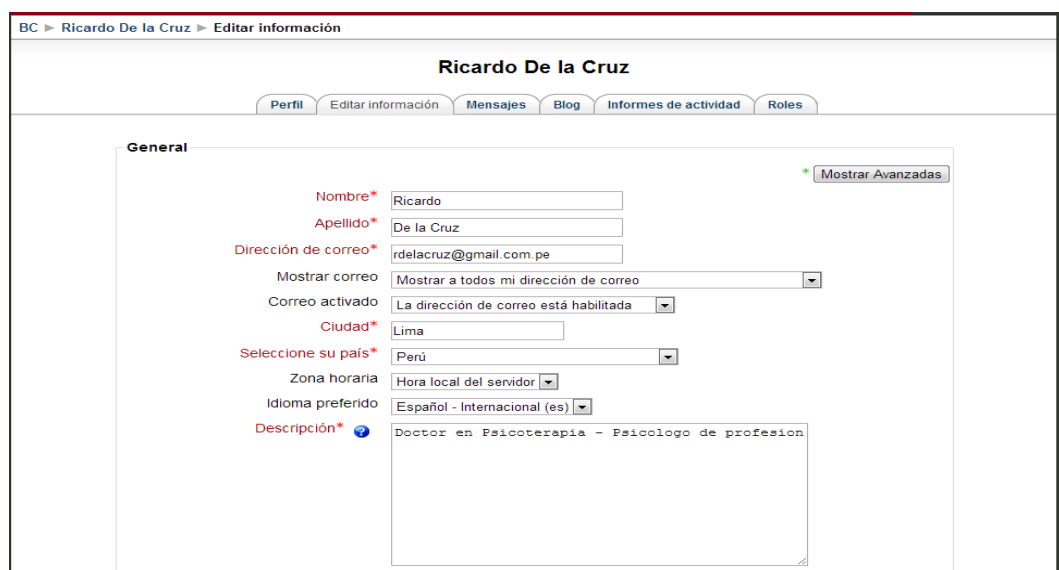 BC ► Ricardo De la Cruz ► Editar información
Ricardo De la Cruz
Perfil Editar información Mensajes Blog Informes de actividad Roles
General
* Mostrar Avanzadas
Nombre* Ricardo
Apellido* De la Cruz
Dirección de correo* rdelacruz@gmail.com.pe
Mostrar correo Mostrar a todos mi dirección de correo
Correo activado La dirección de correo está habilitada
Ciudad* Lima
Seleccione su país* Perú
Zona horaria Hora local del servidor
Idioma preferido Español - Internacional (es)
Descripción* ? Doctor en Psicoterapia - Psicologo de profesion